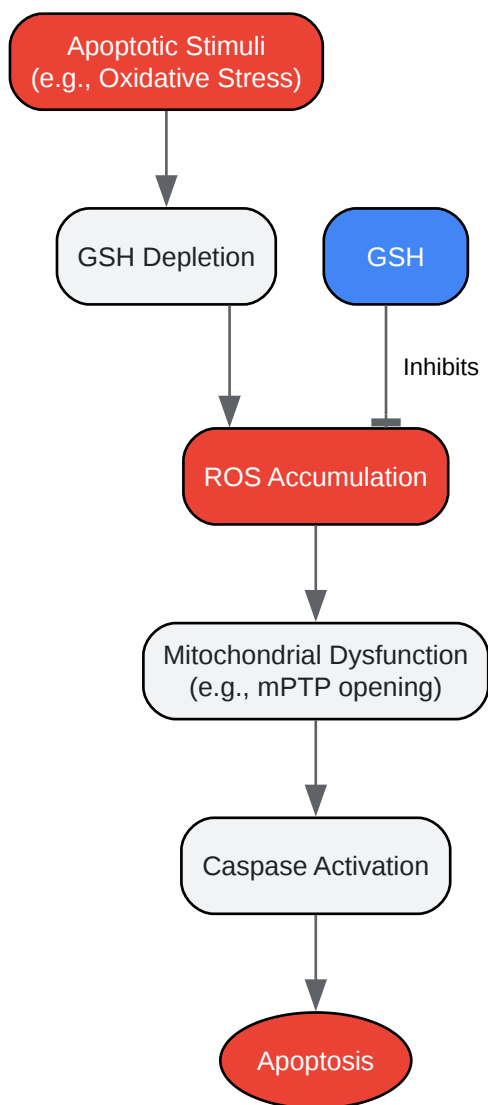 Apoptotic Stimuli
(e.g., Oxidative Stress)
GSH Depletion
GSH
Inhibits
ROS Accumulation
Mitochondrial Dysfunction
(e.g., mPTP opening)
Caspase Activation
Apoptosis